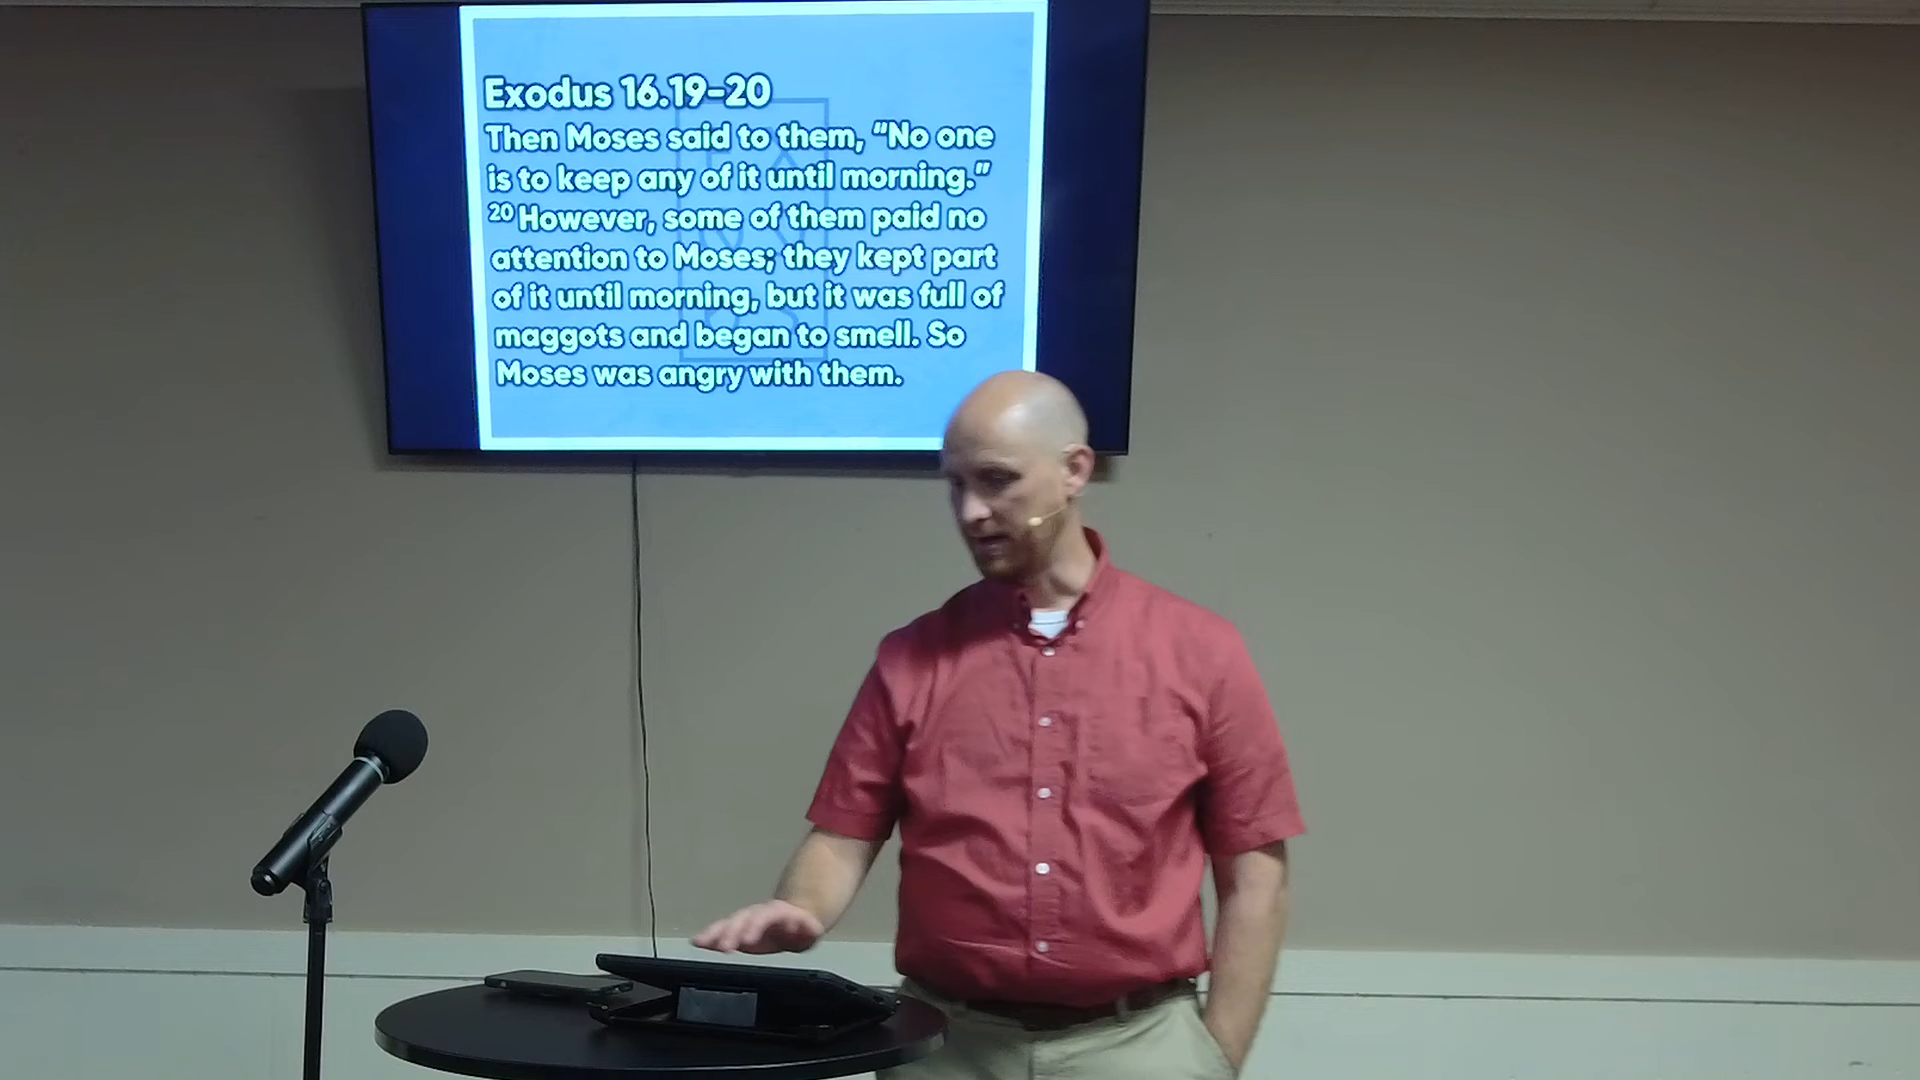 Exodus 16.19-20
Then Moses said to them, “No one
is to keep any of it until morning.”
20 However, some of them paid no
attention to Moses; they kept part
of it until morning, but it was full of
maggots and began to smell. So
Moses was angry with them.